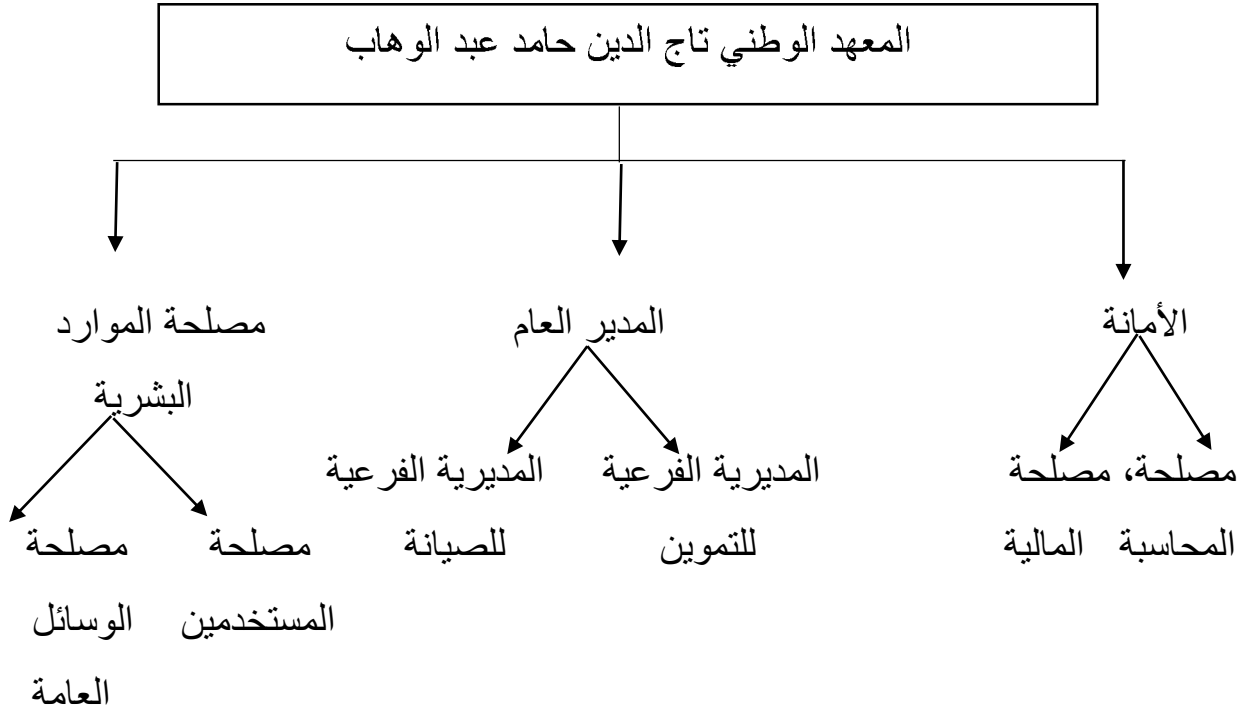 المعهد الوطني تاج الدين حامد عبد الوهاب
الأمانة
المدير العام
مصلحة الموارد
البشرية
مصلحة، مصلحة
المحاسبة المالية
المديرية الفرعية
للتموين
المديرية الفرعية
للصيانة
مصلحة
المستخدمين
مصلحة
الوسائل
العامة